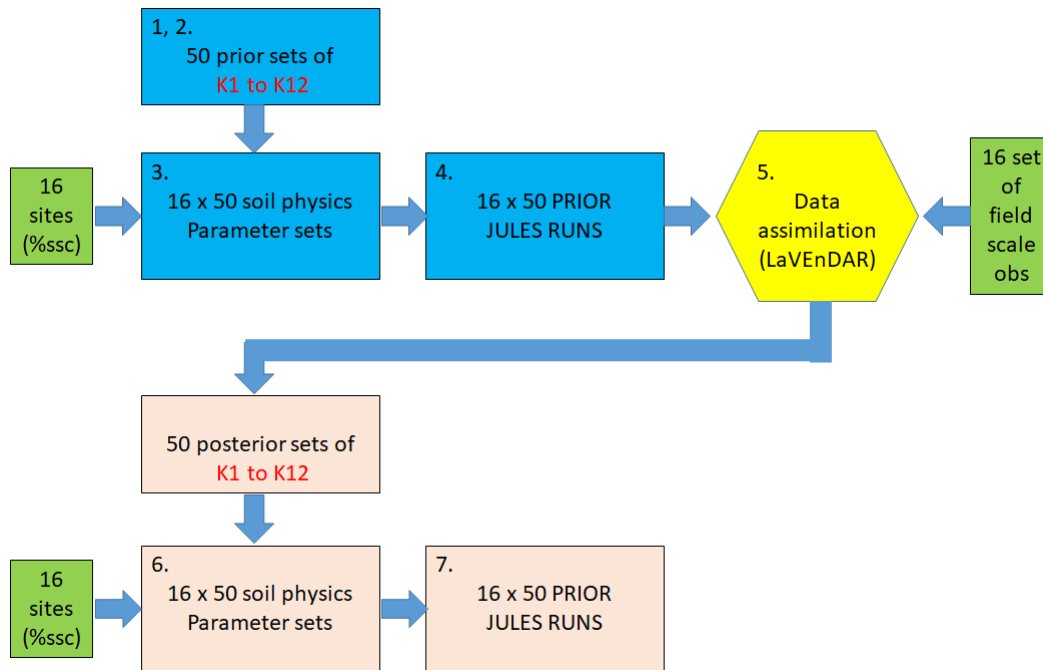 1, 2.
50 prior sets of
K1 to K12
16
sites
(%ssc)
3.
16 x 50 soil physics
Parameter sets
4.
16 x 50 PRIOR
JULES RUNS
5.
Data
assimilation
(LaVEnDAR)
16 set
of
field
scale
obs
50 posterior sets of
K1 to K12
16
sites
(%ssc)
6.
16 x 50 soil physics
Parameter sets
7.
16 x 50 PRIOR
JULES RUNS